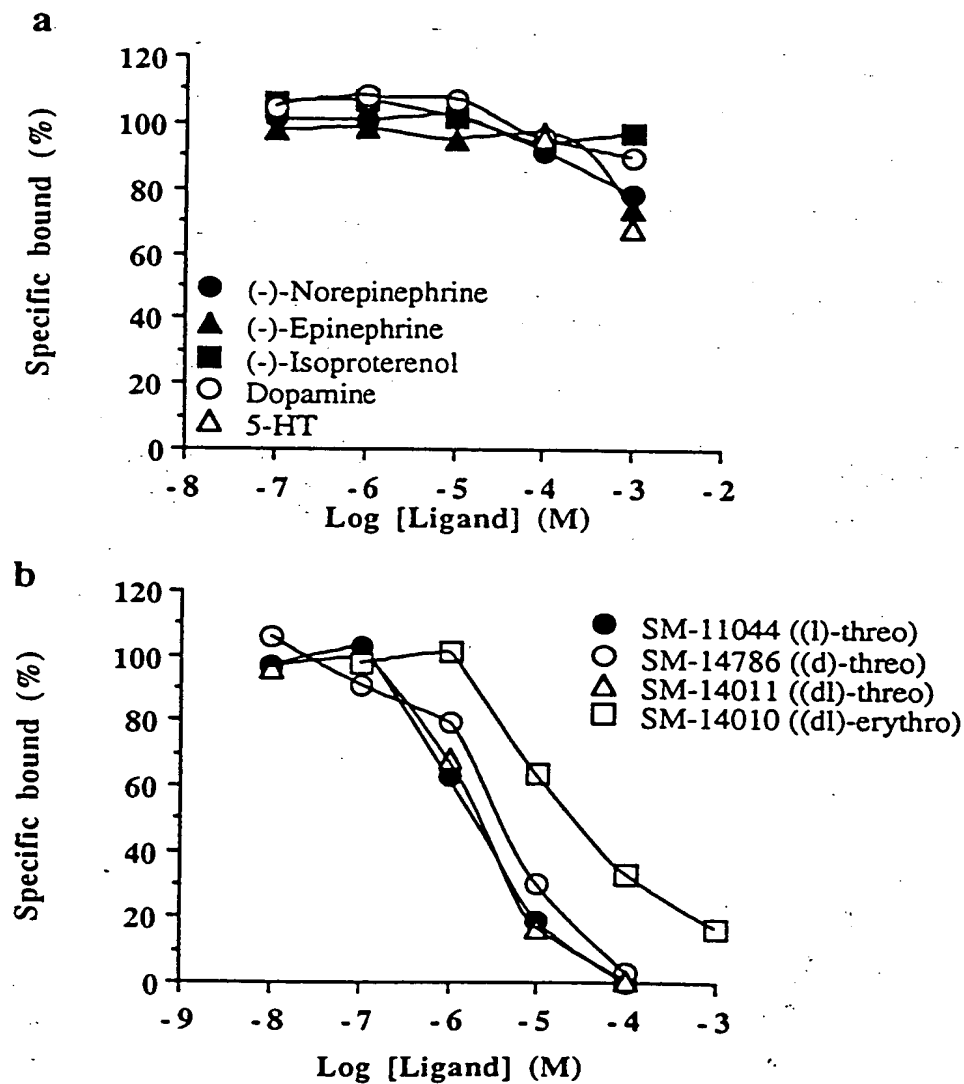 a
120
100
80
60
40
20
0
Specific bound (%)
(-)-Norepinephrine
(-)-Epinephrine
(-)-Isoproterenol
Dopamine
5-HT
-8 -7 -6 -5 -4 -3 -2
Log [Ligand] (M)
b
120
100
80
60
40
20
0
Specific bound (%)
SM-11044 ((l)-threo)
SM-14786 ((d)-threo)
SM-14011 ((dl)-threo)
SM-14010 ((dl)-erythro)
-9 -8 -7 -6 -5 -4 -3
Log [Ligand] (M)